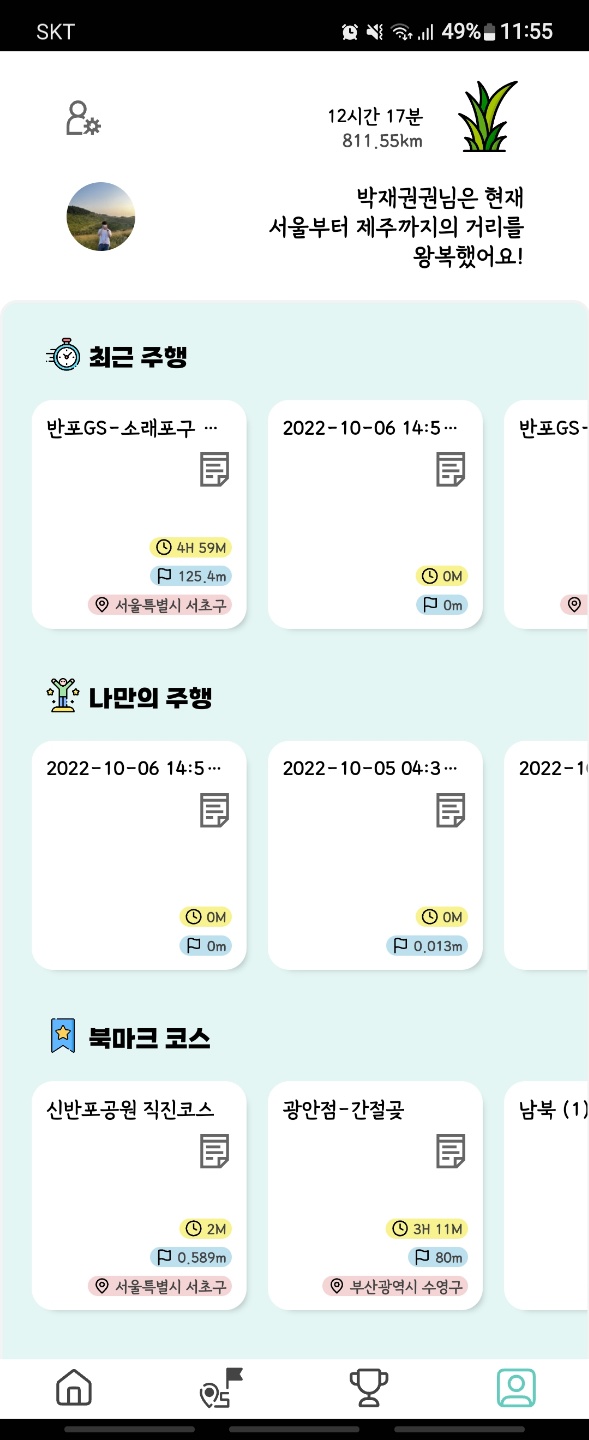 SKT
49% 11:55
12시간 17분
811.55km
박재권권님은 현재
서울부터 제주까지의 거리를
왕복했어요!
최근 주행
반포GS-소래포구 ...
4H 59M
125.4m
서울특별시 서초구
2022-10-06 14:5...
0M
0m
반포GS-
나만의 주행
2022-10-06 14:5...
0M
0m
2022-10-05 04:3...
0M
0.013m
2022-1
북마크 코스
신반포공원 직진코스
2M
0.589m
서울특별시 서초구
광안점-간절곶
3H 11M
80m
부산광역시 수영구
남북 (1)